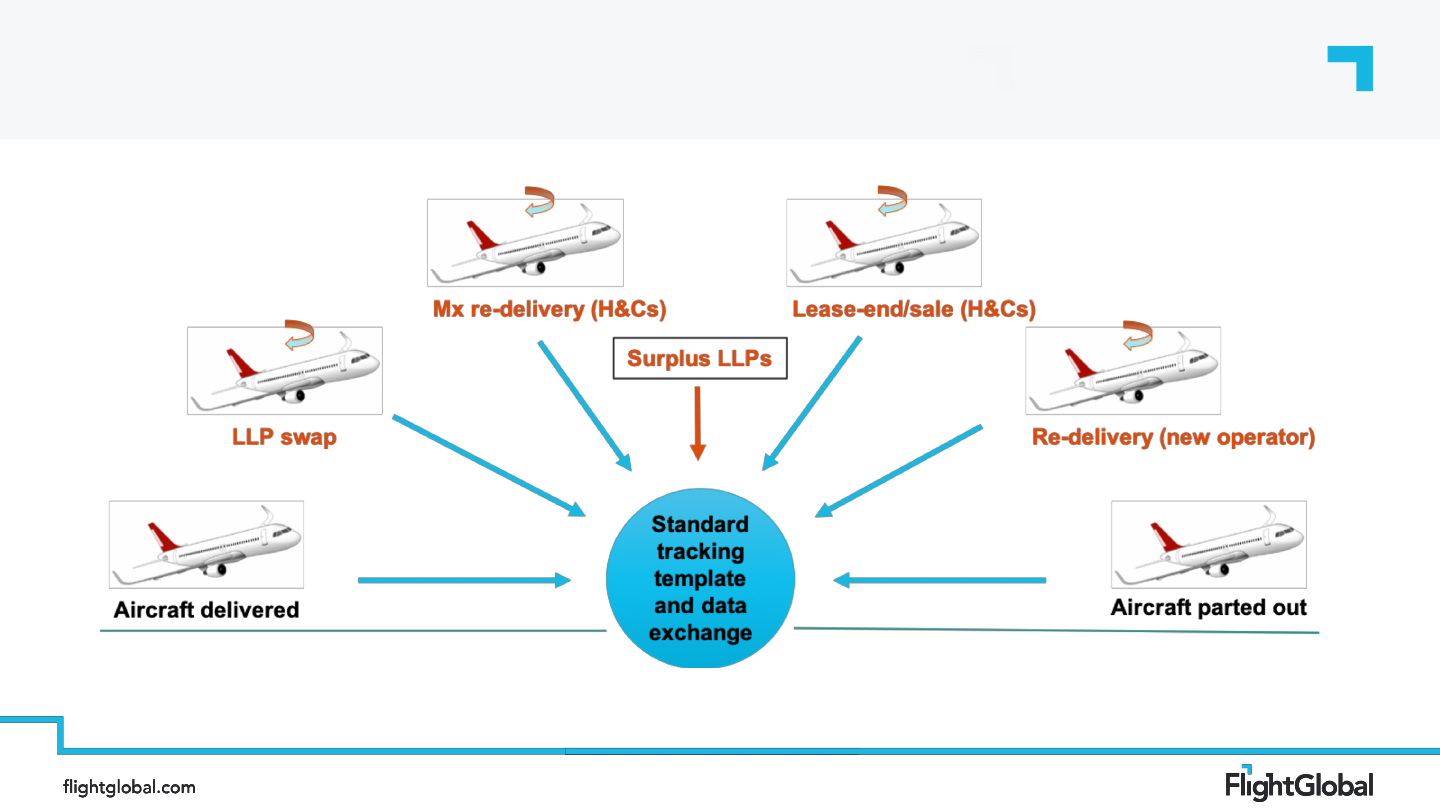 Mx re-delivery (H&Cs)
Lease-end/sale (H&Cs)
Surplus LLPs
LLP swap
Re-delivery (new operator)
Standard
tracking
template
and data
exchange
Aircraft delivered
Aircraft parted out
flightglobal.com
FlightGlobal